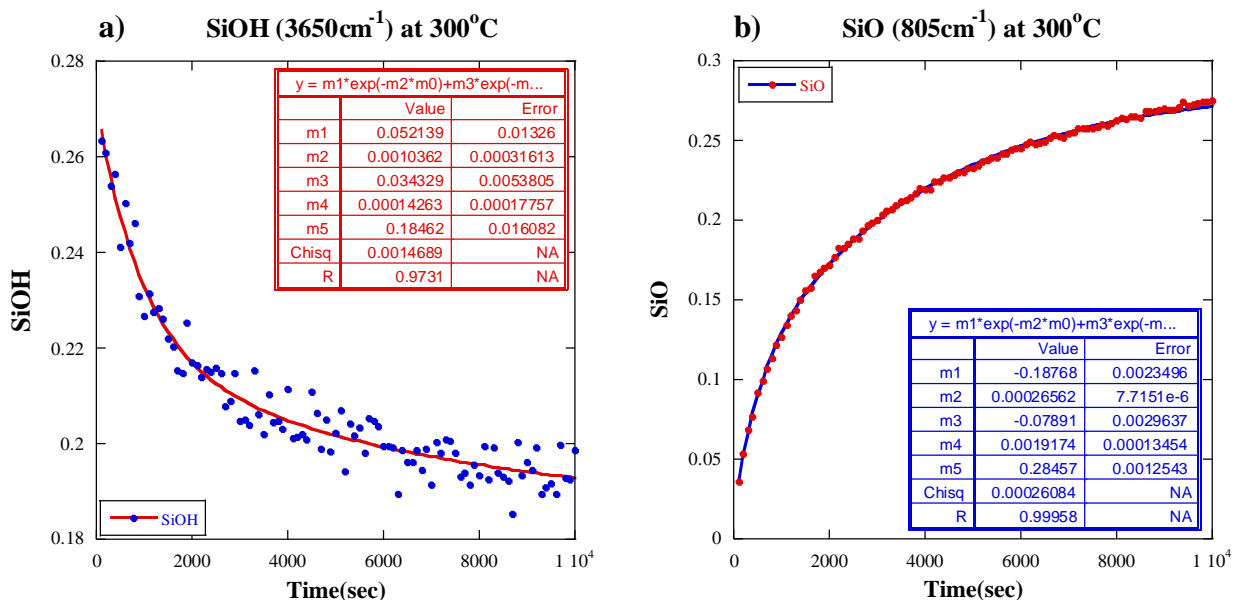 a) SiOH (3650cm-1) at 300oC
0.28
0.26
0.24
0.22
0.2
0.18
SiOH
y = m1*exp(-m2*m0)+m3*exp(-m...
Value Error
m1 0.052139 0.01326
m2 0.0010362 0.00031613
m3 0.034329 0.0053805
m4 0.00014263 0.00017757
m5 0.18462 0.016082
Chisq 0.0014689 NA
R 0.9731 NA
SiOH
0 2000 4000 6000 8000 1 10^4
Time(sec)
b) SiO (805cm-1) at 300oC
0.3
0.25
0.2
0.15
0.1
0.05
0
SiO
SiO
y = m1*exp(-m2*m0)+m3*exp(-m...
Value Error
m1 -0.18768 0.0023496
m2 0.00026562 7.7151e-6
m3 -0.07891 0.0029637
m4 0.0019174 0.00013454
m5 0.28457 0.0012543
Chisq 0.00026084 NA
R 0.99958 NA
0 2000 4000 6000 8000 1 10^4
Time(sec)